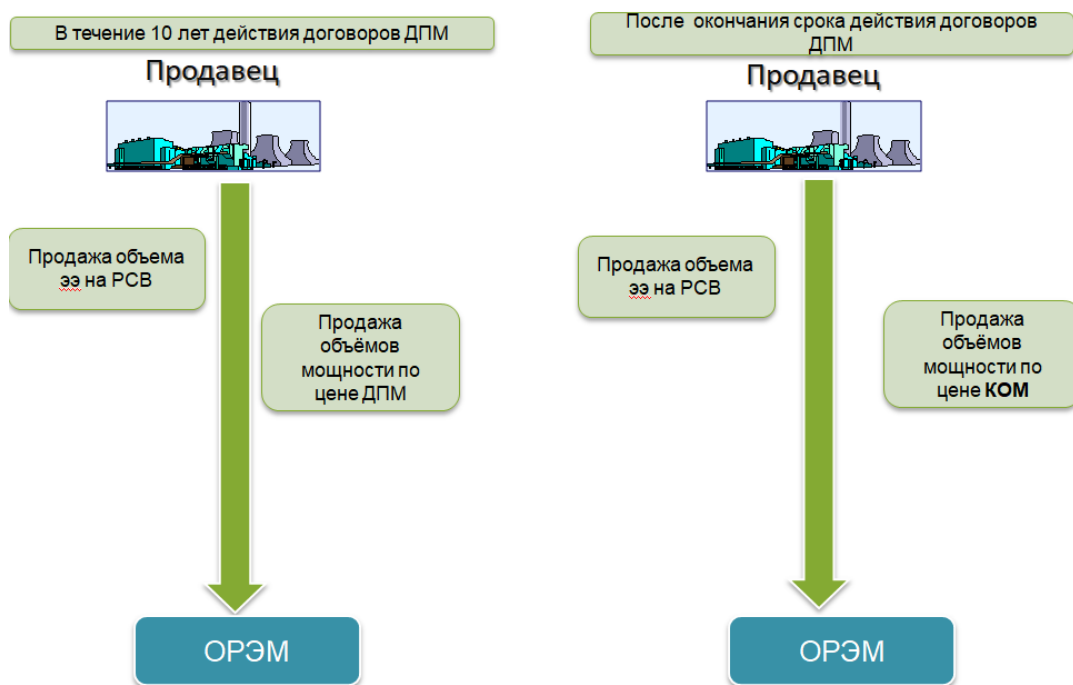 В течение 10 лет действия договоров ДПМ
Продавец
Продажа объема
ээ на РСВ
Продажа
объёмов
мощности по
цене ДПМ
ОРЭМ
После окончания срока действия договоров
ДПМ
Продавец
Продажа объема
ээ на РСВ
Продажа
объёмов
мощности по
цене КОМ
ОРЭМ